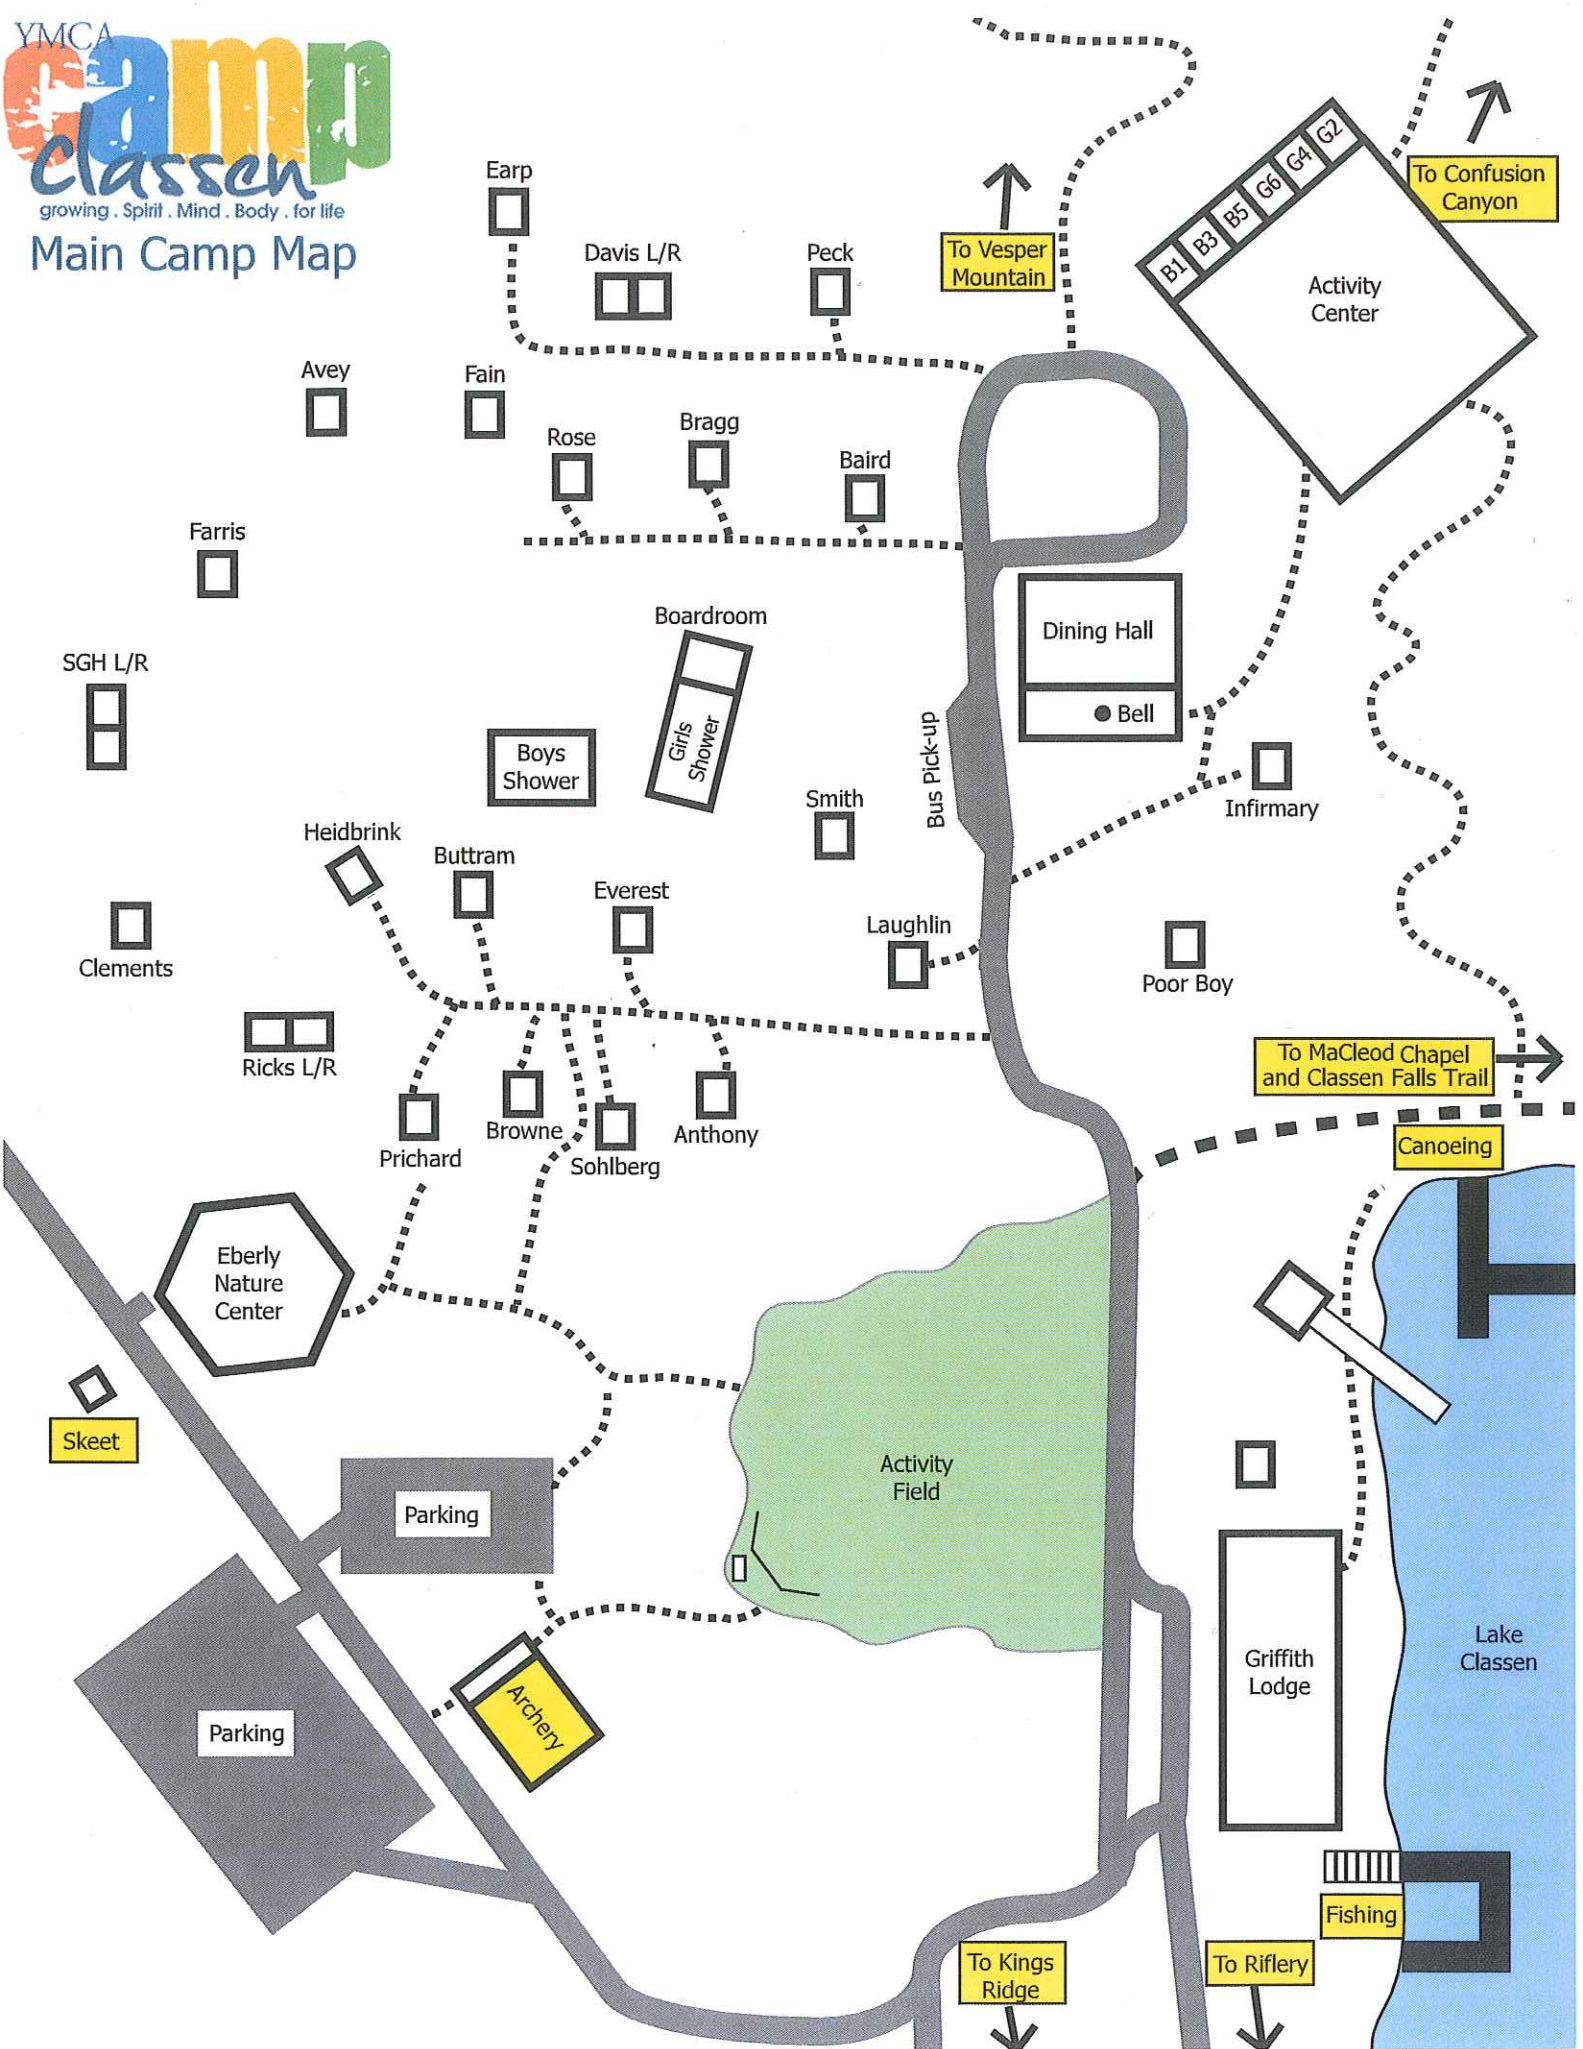 YMCA
camp
classen
growing . Spirit . Mind . Body . for life
Main Camp Map
Earp
Davis L/R
Peck
To Vesper
Mountain
To Confusion
Canyon
B1
B3
B5
G6
G4
G2
Activity
Center
Avey
Fain
Rose
Bragg
Baird
Farris
SGH L/R
Boardroom
Girls
Shower
Boys
Shower
Dining Hall
Bell
Bus Pick-up
Infirmary
Smith
Heidbrink
Buttram
Everest
Laughlin
Clements
Poor Boy
Ricks L/R
To MaCleod Chapel
and Classen Falls Trail
Prichard
Browne
Sohlberg
Anthony
Canoeing
Eberly
Nature
Center
Skeet
Activity
Field
Parking
Parking
Archery
Griffith
Lodge
Lake
Classen
Fishing
To Kings
Ridge
To Riflery